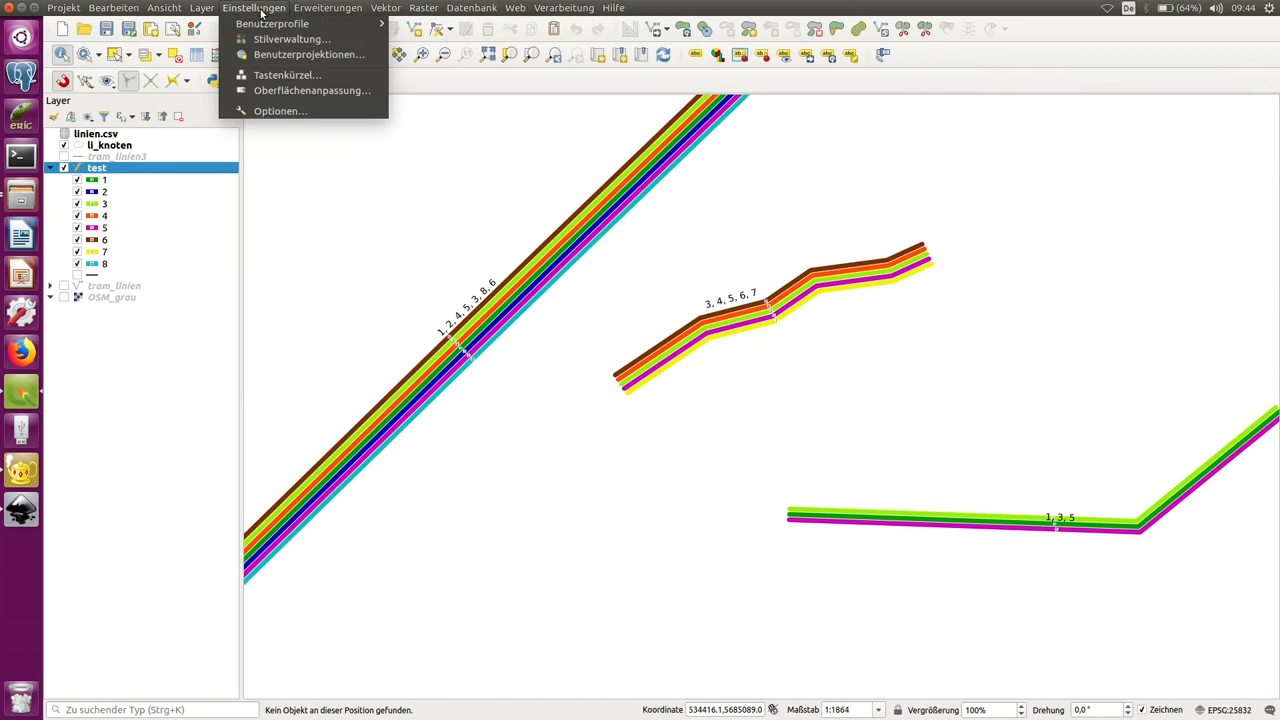 Projekt Bearbeiten Ansicht Layer Einstellungen Erweiterungen Vektor Raster Datenbank Web Verarbeitung Hilfe De (64%) 09:44
Benutzerprofile
Stilverwaltung...
Benutzerprojektionen...
Tastenkürzel...
Oberflächenanpassung...
Optionen...
Layer
linien.csv
li_knoten
tram_linien3
test
1
2
3
4
5
6
7
8
tram_linien
OSM_grau
1, 2, 4, 5, 3, 8, 6
3, 4, 5, 6, 7
1, 3, 5
Zu suchender Typ (Strg+K) Kein Objekt an dieser Position gefunden. Koordinate 534416.1,5685089.0 Maßstab 1:1864 Vergrößerung 100% Drehung 0,0° Zeichnen EPSG:25832